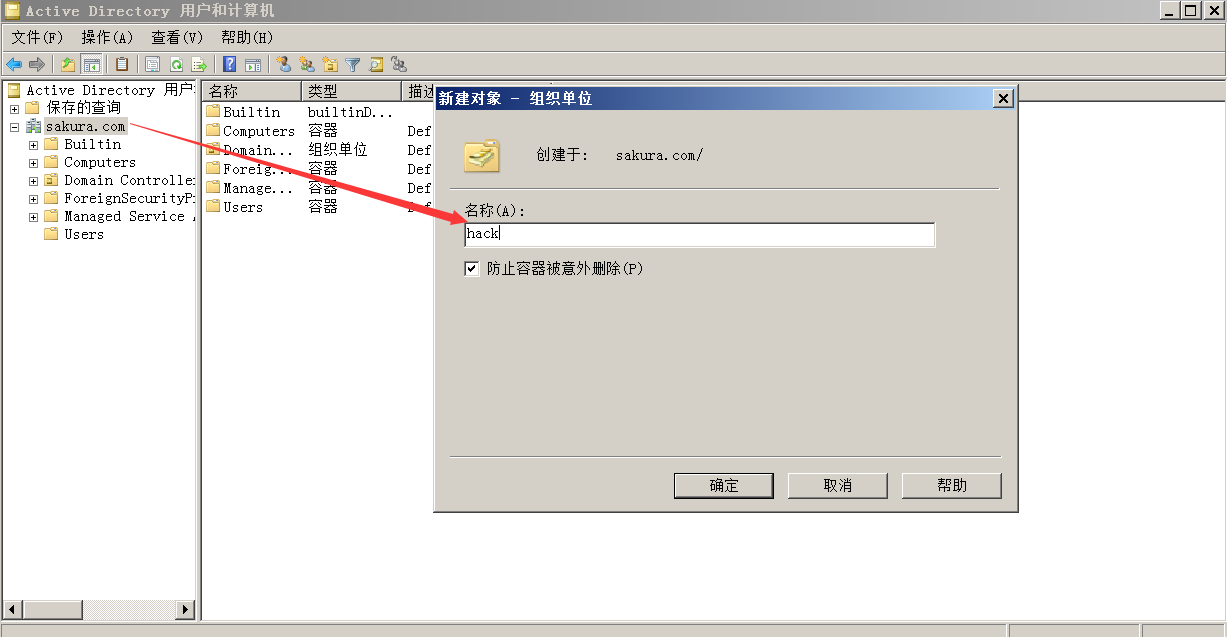 Active Directory 用户和计算机
文件(F) 操作(A) 查看(V) 帮助(H)
Active Directory 用户
保存的查询
sakura.com
Builtin
Computers
Domain Controller
ForeignSecurityP
Managed Service
Users
名称 类型 描述
Builtin builtinD...
Computers 容器 Def
Domain... 组织单位 Def
Foreig... 容器 Def
Manage... 容器 Def
Users 容器 Def
新建对象 - 组织单位
创建于: sakura.com/
名称(A):
hack
防止容器被意外删除(P)
确定 取消 帮助